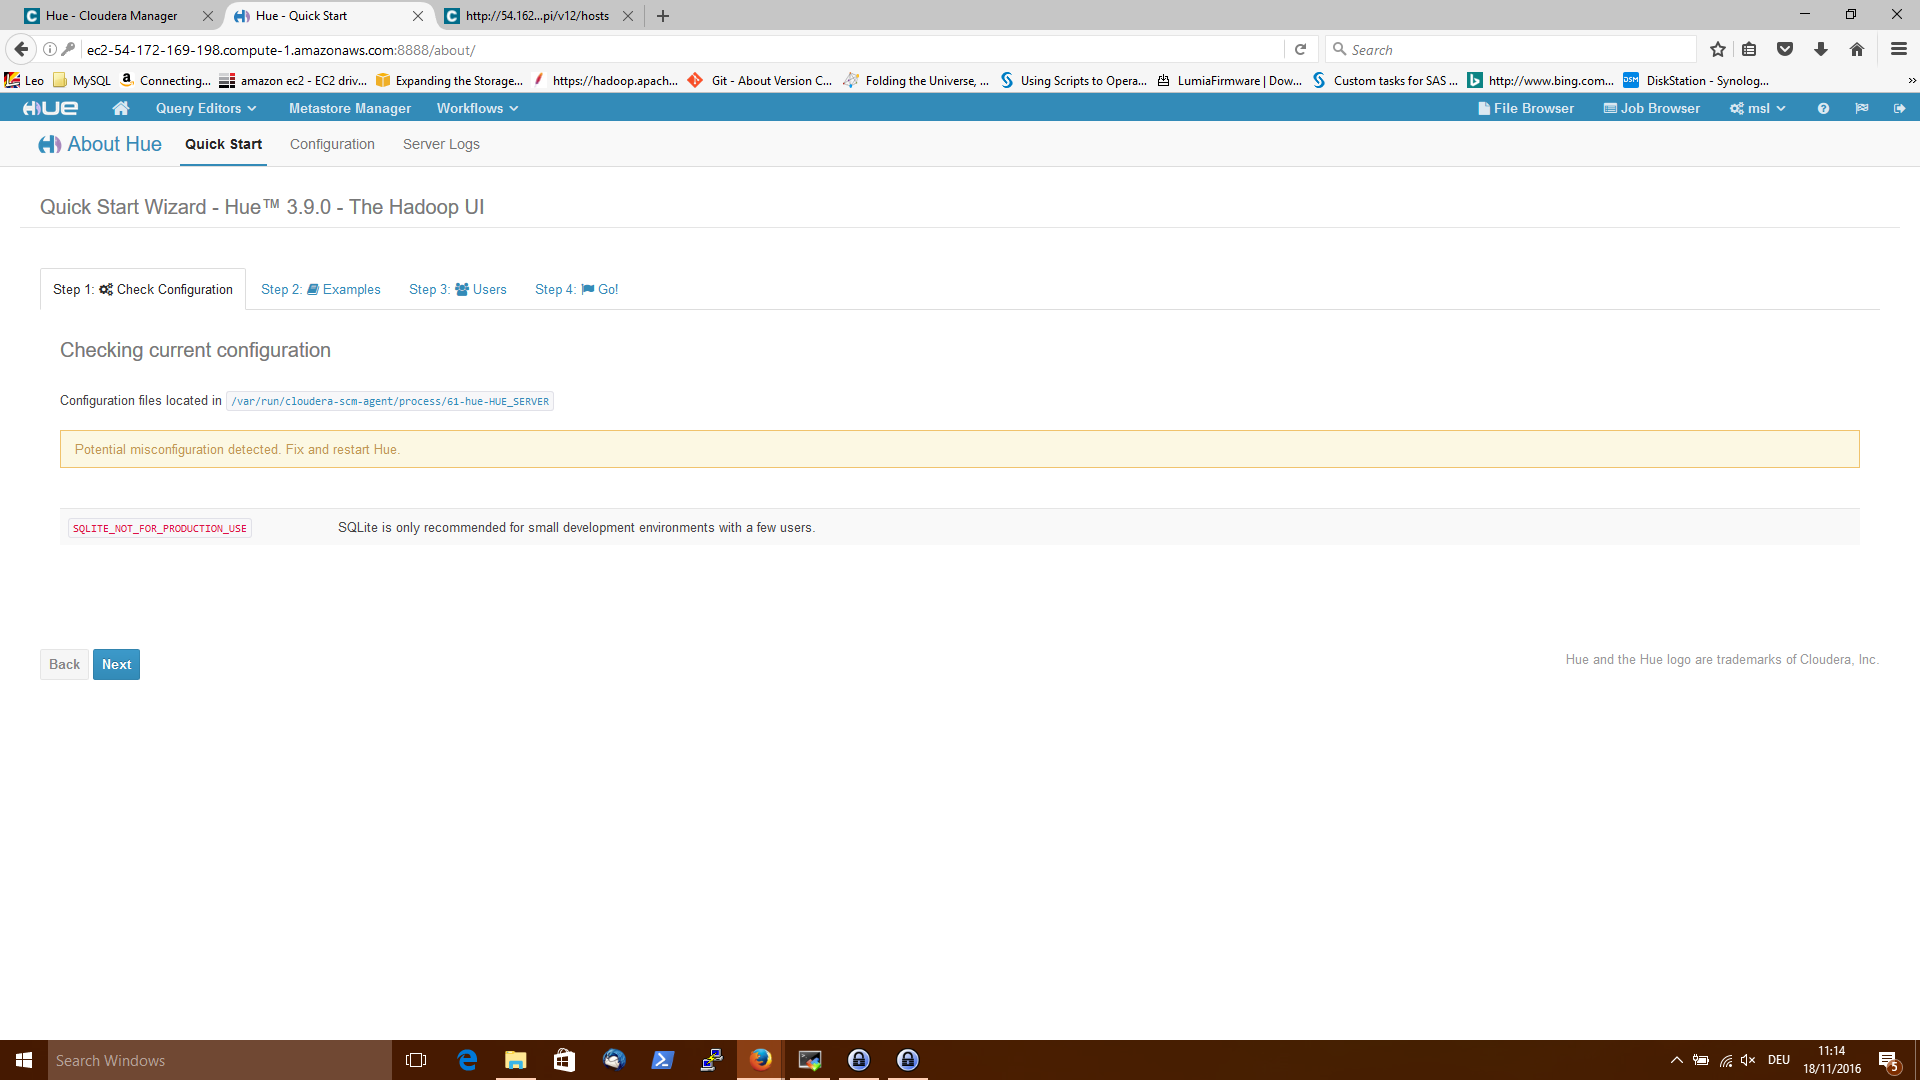 Hue - Cloudera Manager
Hue - Quick Start
http://54.162...pi/v12/hosts
ec2-54-172-169-198.compute-1.amazonaws.com:8888/about/
Search
Leo
MySQL
Connecting...
amazon ec2 - EC2 driv...
Expanding the Storage...
https://hadoop.apach...
Git - About Version C...
Folding the Universe, ...
Using Scripts to Opera...
LumiaFirmware | Dow...
Custom tasks for SAS ...
http://www.bing.com...
DSM
DiskStation - Synolog...
HUE
Query Editors
Metastore Manager
Workflows
File Browser
Job Browser
msl
About Hue
Quick Start
Configuration
Server Logs
Quick Start Wizard - Hue™ 3.9.0 - The Hadoop UI
Step 1: Check Configuration
Step 2: Examples
Step 3: Users
Step 4: Go!
Checking current configuration
Configuration files located in /var/run/cloudera-scm-agent/process/61-hue-HUE_SERVER
Potential misconfiguration detected. Fix and restart Hue.
SQLITE_NOT_FOR_PRODUCTION_USE
SQLite is only recommended for small development environments with a few users.
Back
Next
Hue and the Hue logo are trademarks of Cloudera, Inc.
Search Windows
DEU
11:14
18/11/2016
5